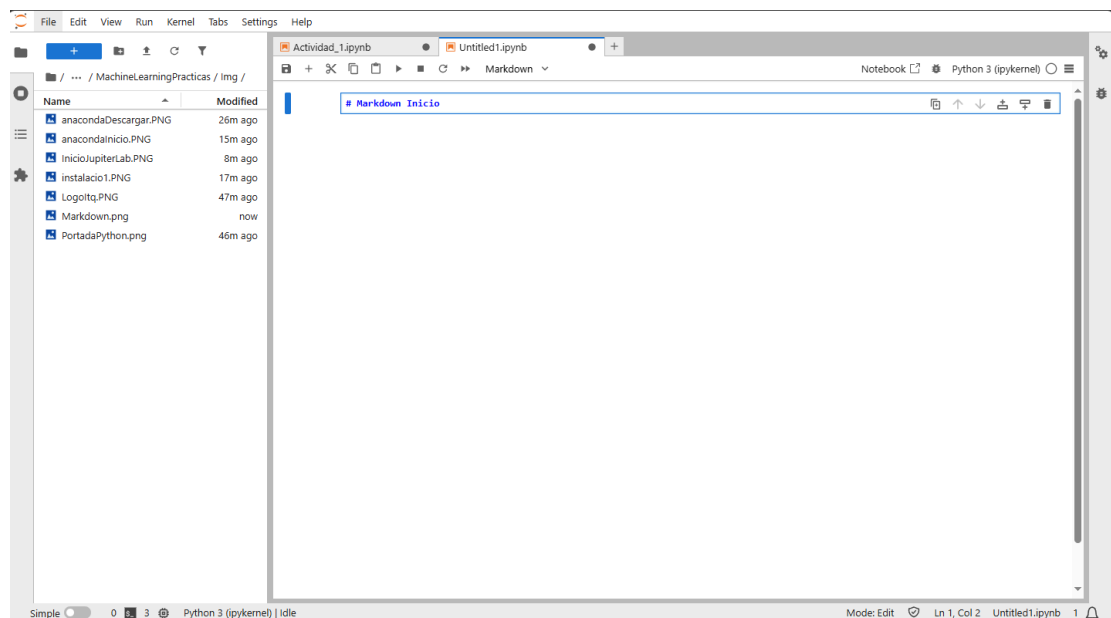 File Edit View Run Kernel Tabs Settings Help
+
/ ... / MachineLearningPracticas / Img /
Name Modified
anacondaDescargar.PNG 26m ago
anacondaInicio.PNG 15m ago
InicioJupiterLab.PNG 8m ago
instalacio1.PNG 17m ago
LogoItq.PNG 47m ago
Markdown.png now
PortadaPython.png 46m ago
Actividad_1.ipynb Untitled1.ipynb +
Markdown Notebook Python 3 (ipykernel)
# Markdown Inicio
Simple 0 3 Python 3 (ipykernel) | Idle Mode: Edit Ln 1, Col 2 Untitled1.ipynb 1